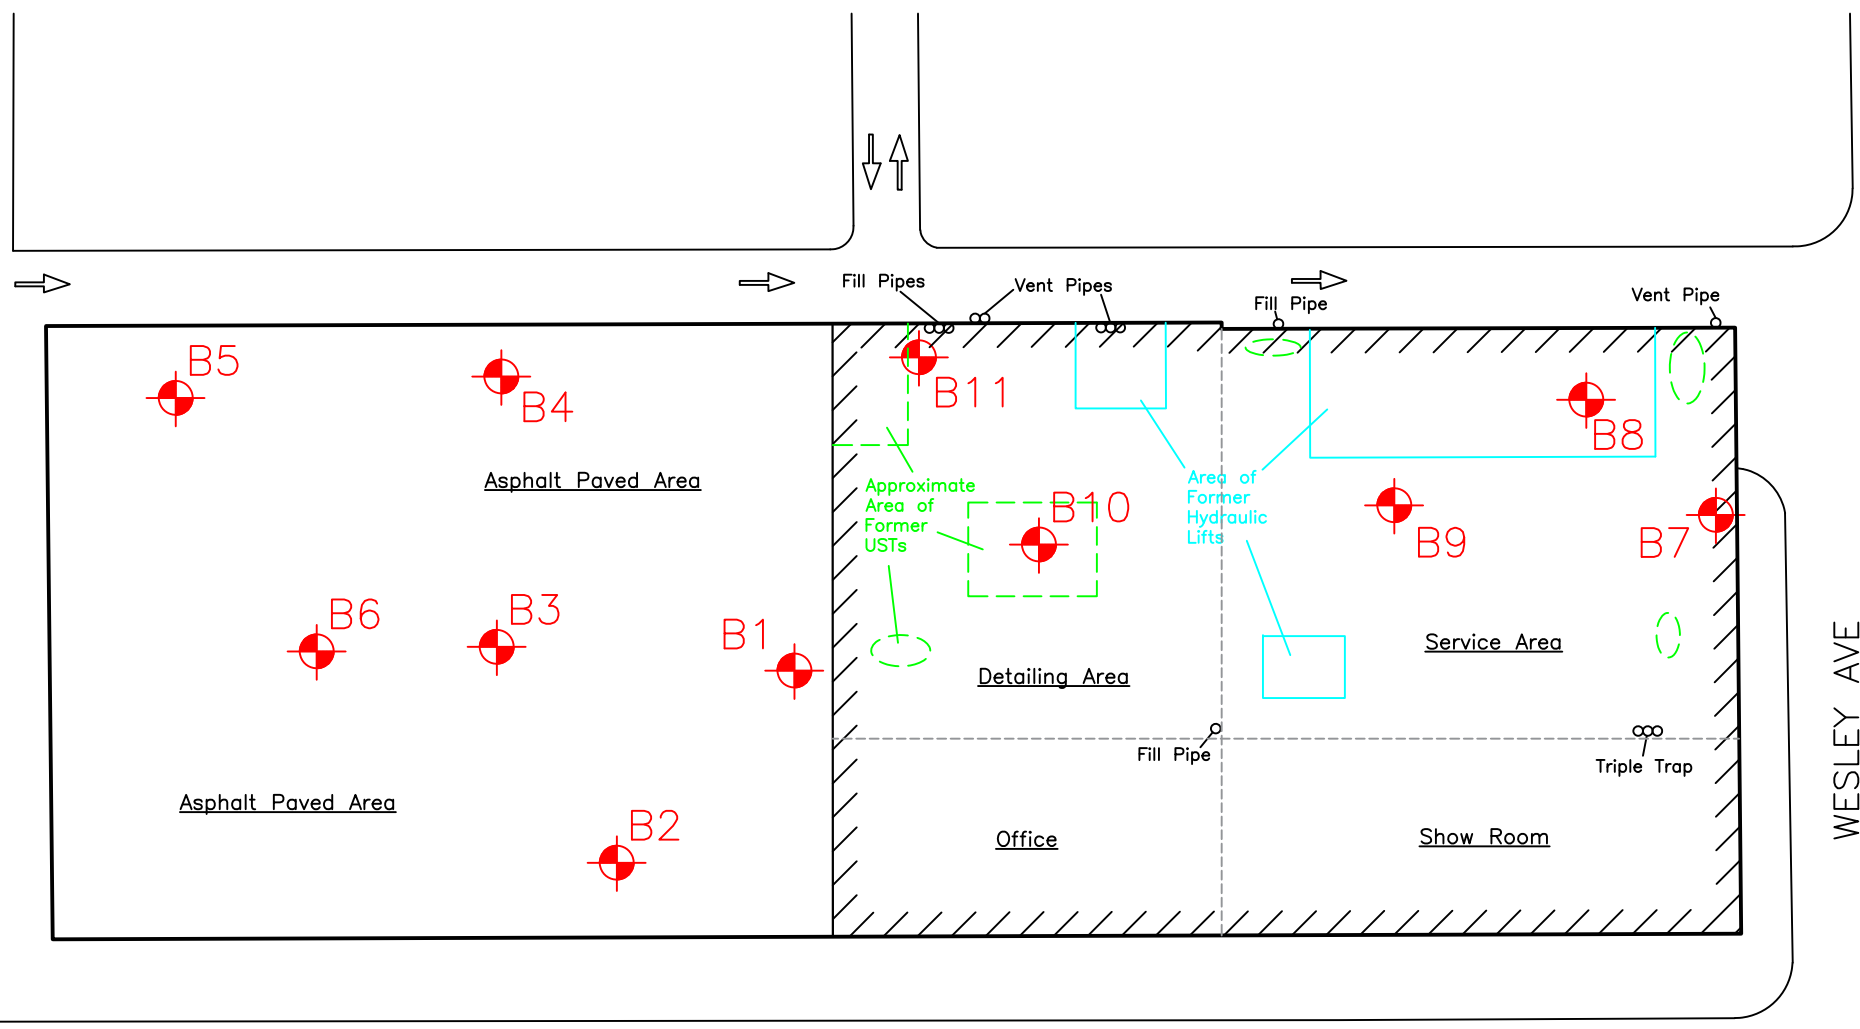 Fill Pipes
Vent Pipes
Fill Pipe
Vent Pipe
B5
B4
B11
B8
Asphalt Paved Area
Approximate
Area of
Former
USTs
Area of
Former
Hydraulic
Lifts
B10
B9
B7
B6
B3
B1
Service Area
Detailing Area
Fill Pipe
Triple Trap
Asphalt Paved Area
B2
Office
Show Room
WESLEY AVE